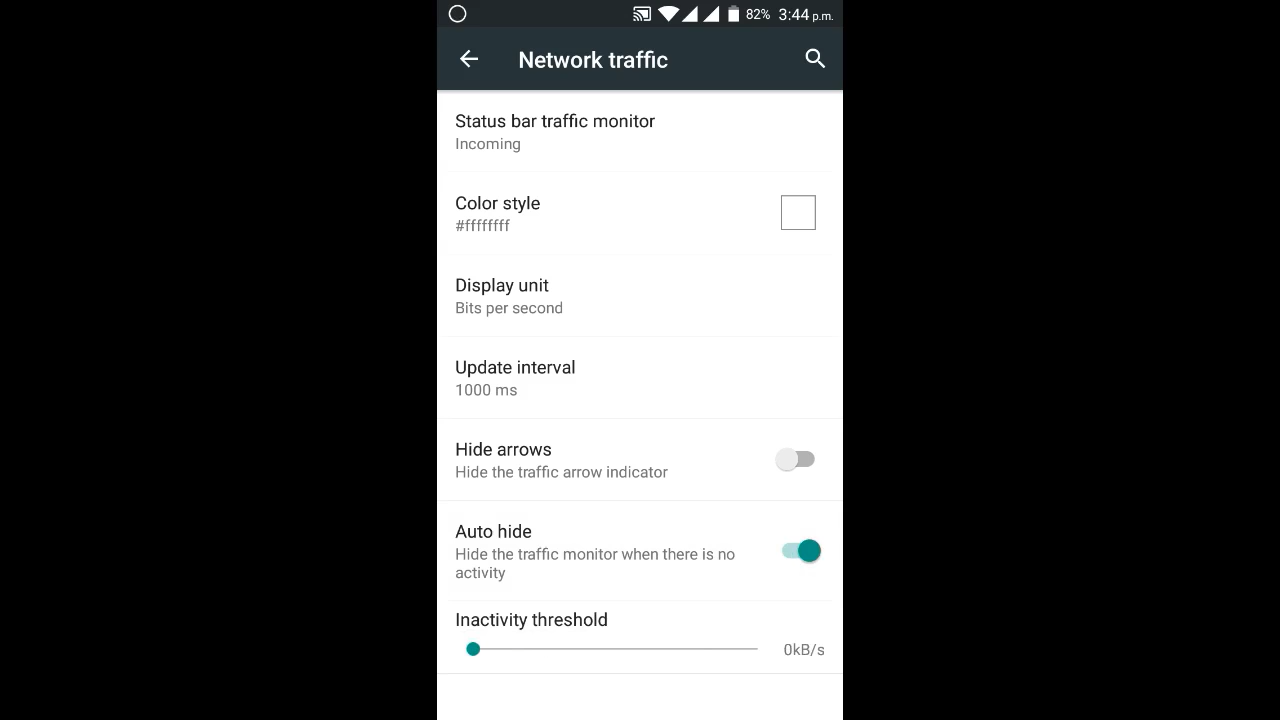 82% 3:44 p.m.
Network traffic
Status bar traffic monitor
Incoming
Color style
#ffffffff
Display unit
Bits per second
Update interval
1000 ms
Hide arrows
Hide the traffic arrow indicator
Auto hide
Hide the traffic monitor when there is no
activity
Inactivity threshold
0kB/s